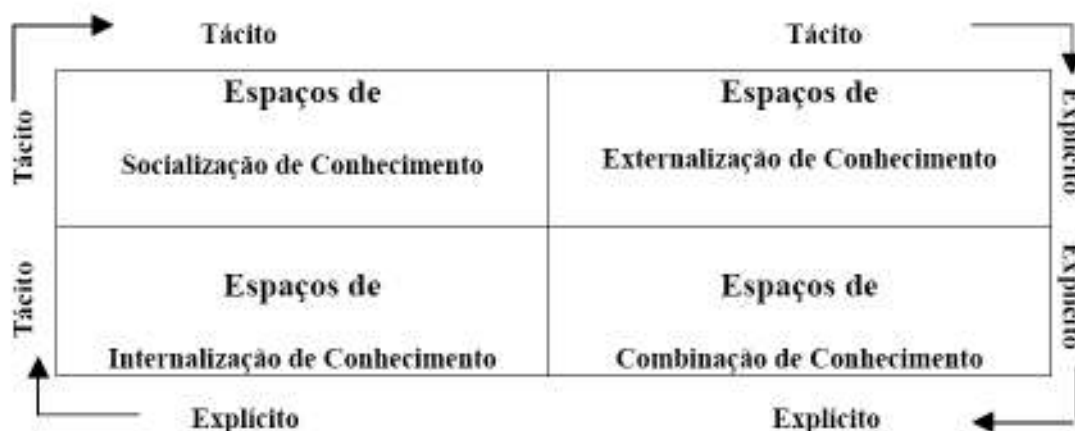 Tácito
Tácito
Tácito
Espaços de
Socialização de Conhecimento
Espaços de
Externalização de Conhecimento
Explícito
Tácito
Espaços de
Internalização de Conhecimento
Espaços de
Combinação de Conhecimento
Explícito
Explícito
Explícito